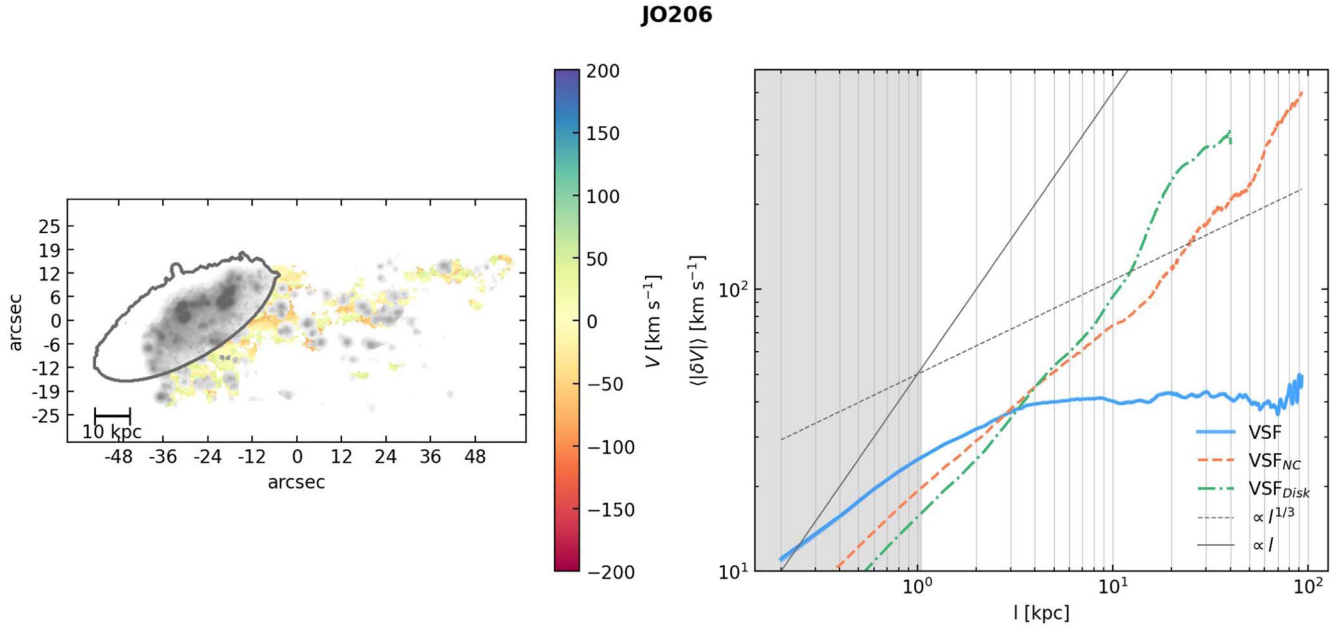 JO206
25
19
12
6
0
-6
-12
-19
-25
10 kpc
-48 -36 -24 -12 0 12 24 36 48
arcsec
arcsec
200
150
100
50
0
−50
−100
−150
−200
V [km s⁻¹]
10²
10¹
⟨|δV|⟩ [km s⁻¹]
VSF
VSF_NC
VSF_Disk
∝ l^1/3
∝ l
10⁰ 10¹ 10²
l [kpc]